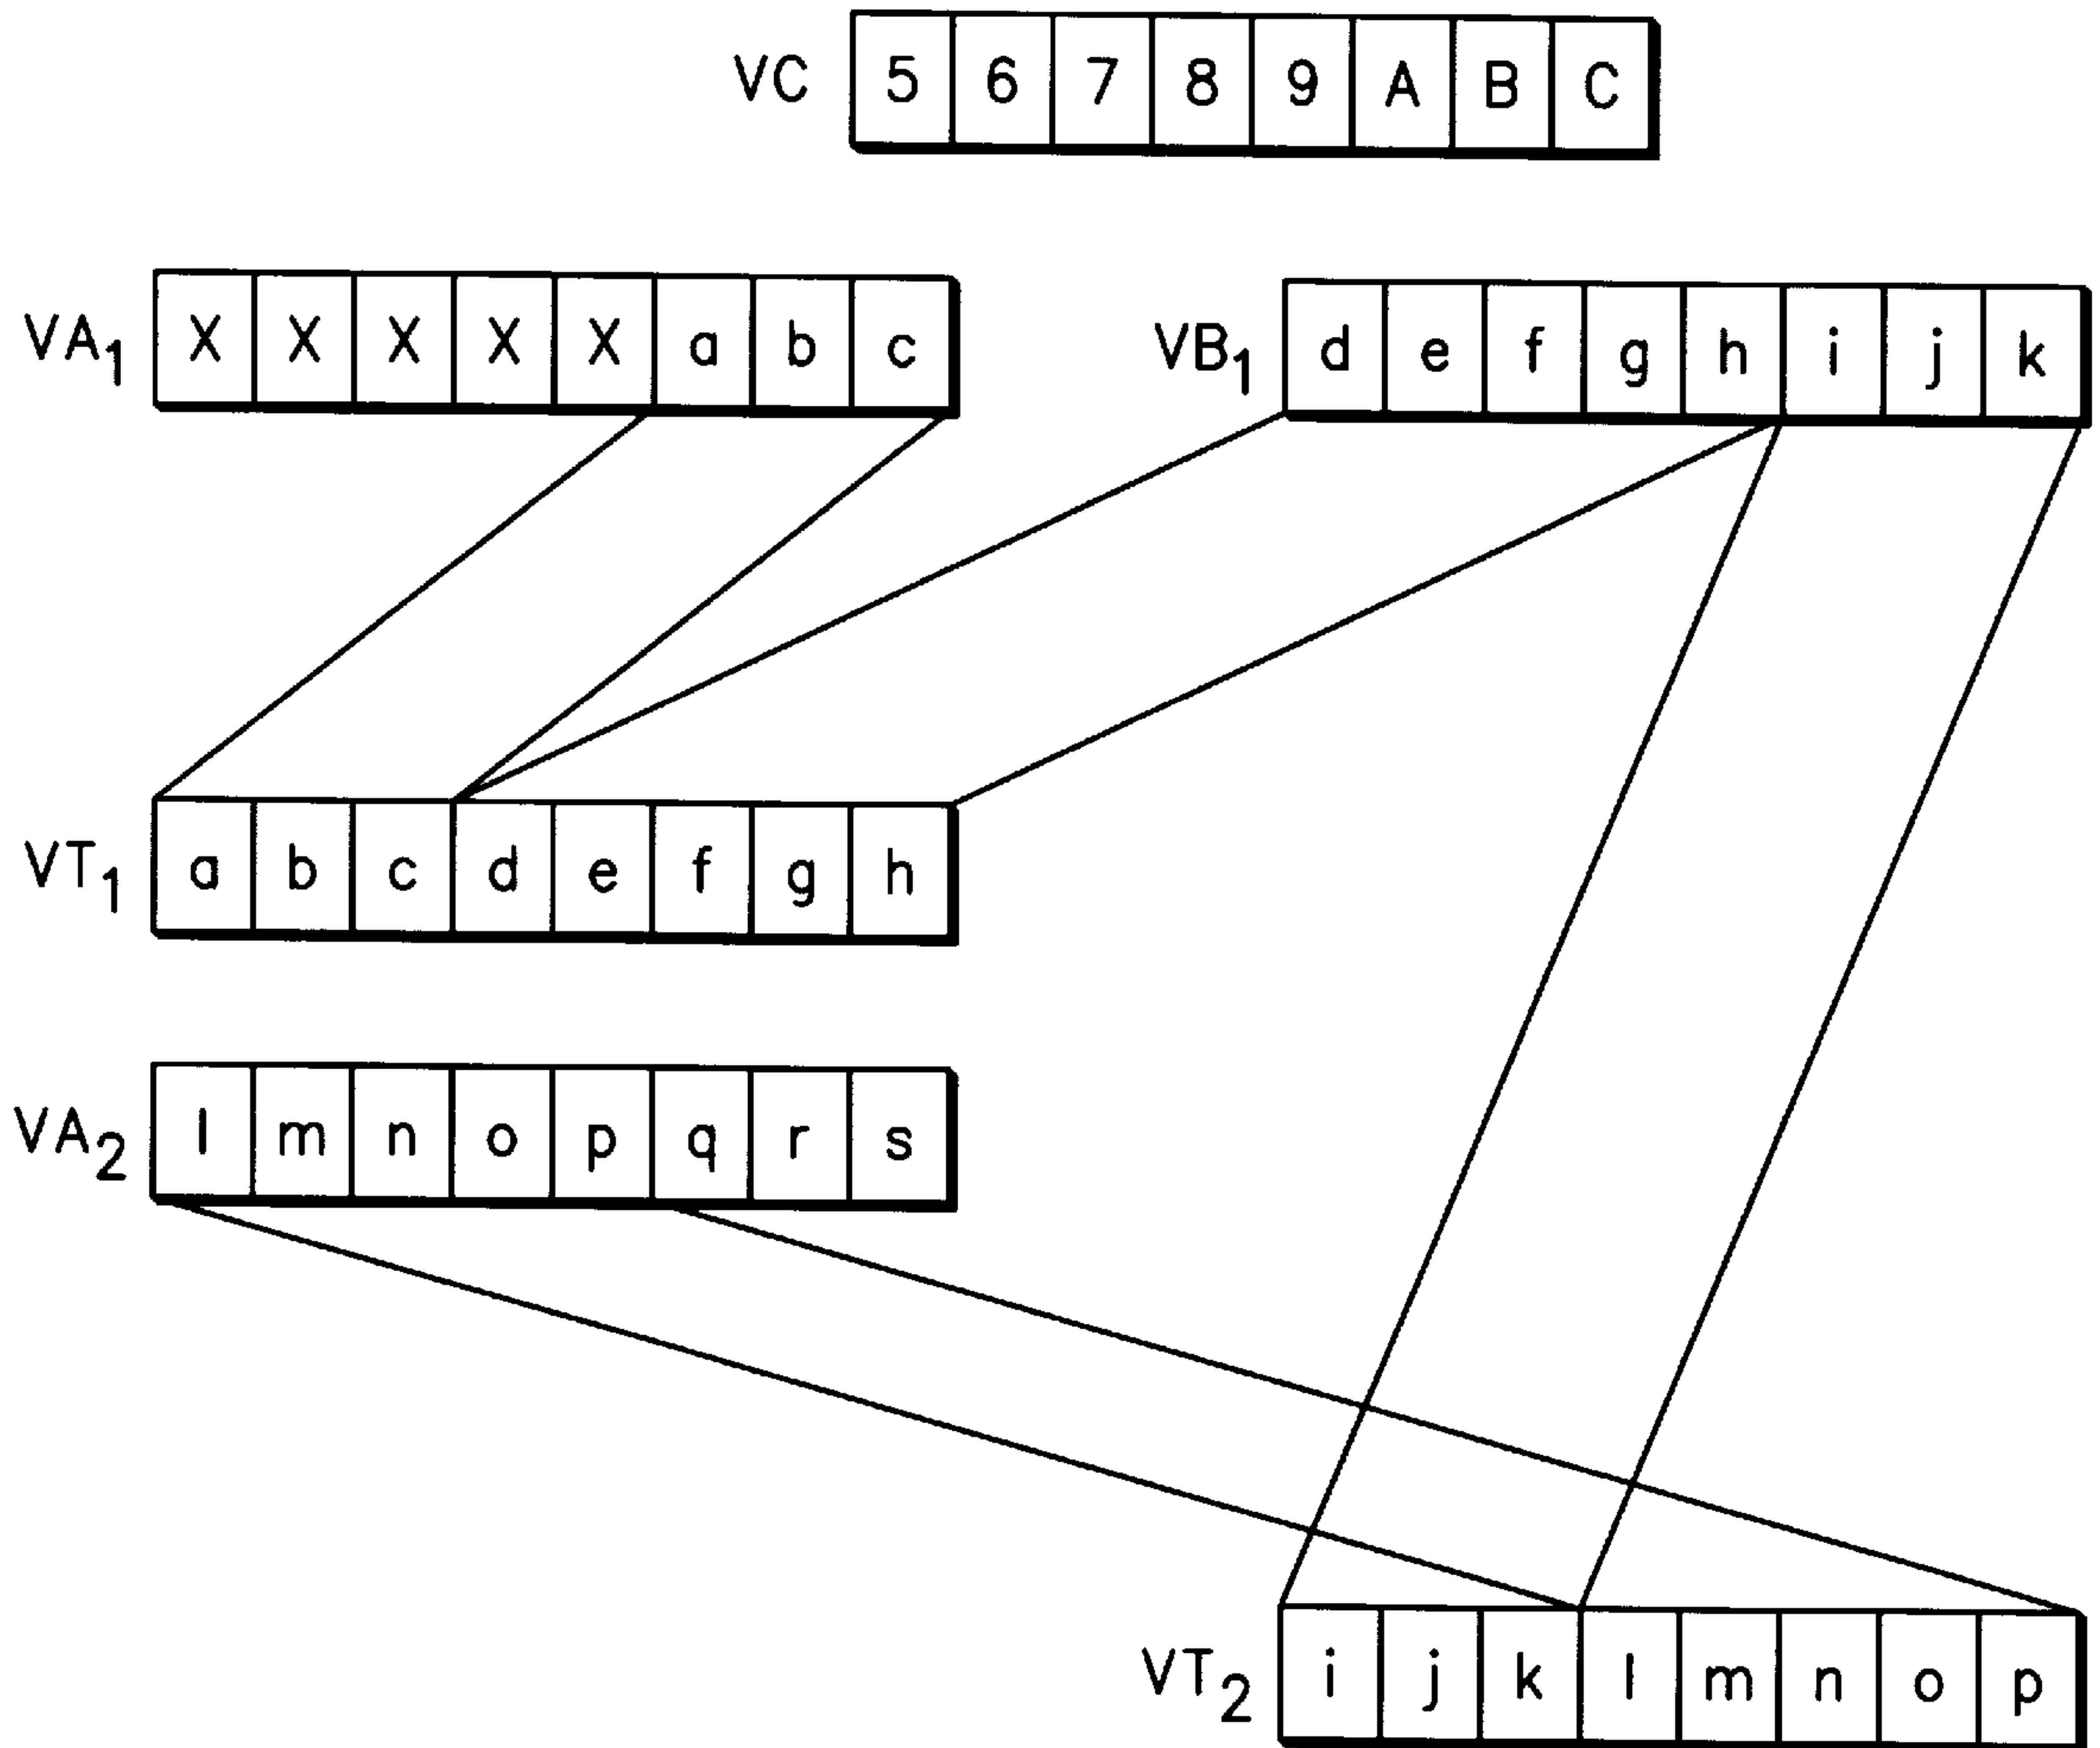 VC 5 6 7 8 9 A B C
VA1 X X X X X a b c
VB1 d e f g h i j k
VT1 a b c d e f g h
VA2 l m n o p q r s
VT2 i j k l m n o p